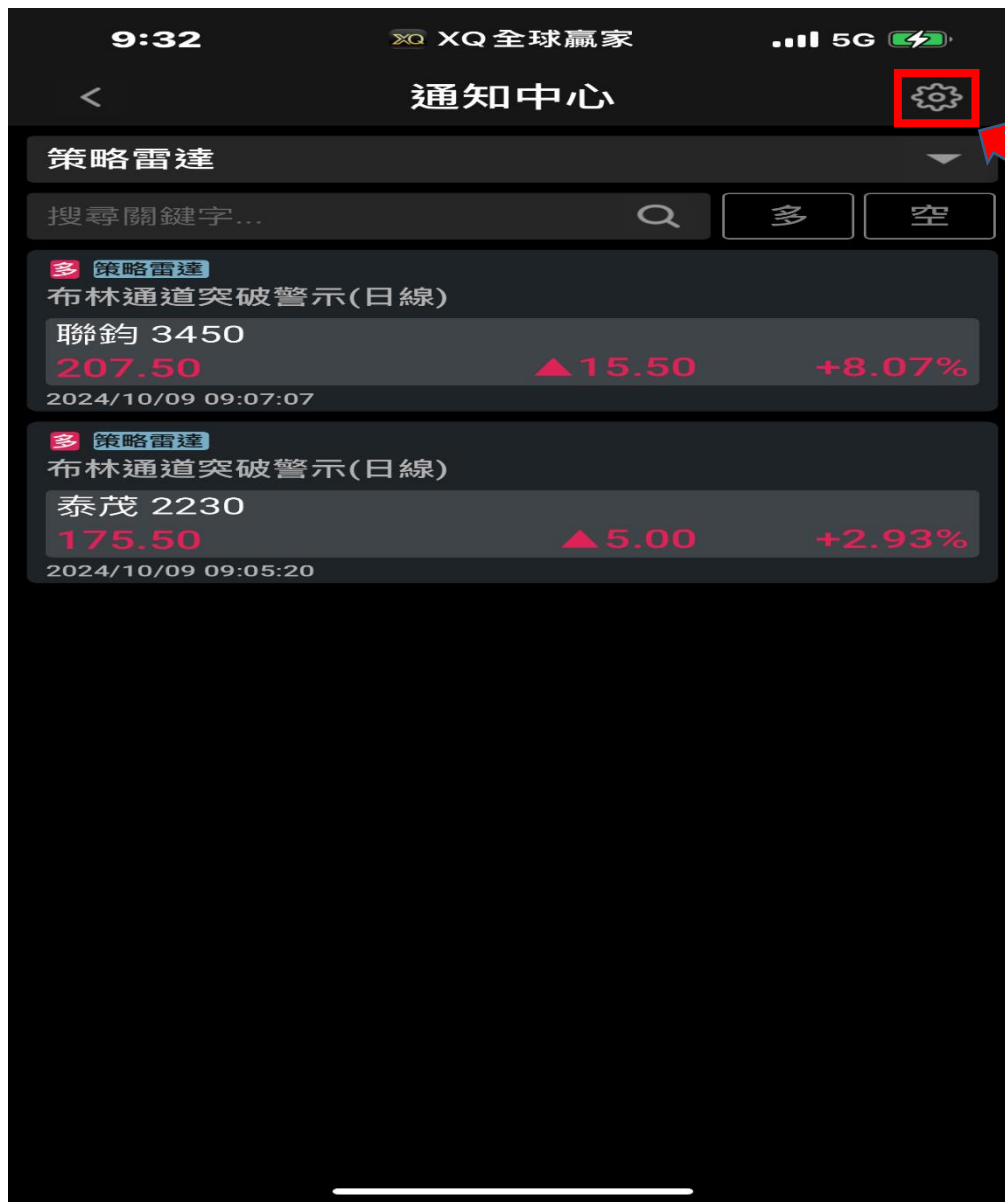 9:32 XQ XQ全球贏家 5G
< 通知中心
策略雷達
搜尋關鍵字... 多 空
多 策略雷達
布林通道突破警示(日線)
聯鈞 3450
207.50 ▲15.50 +8.07%
2024/10/09 09:07:07
多 策略雷達
布林通道突破警示(日線)
泰茂 2230
175.50 ▲5.00 +2.93%
2024/10/09 09:05:20